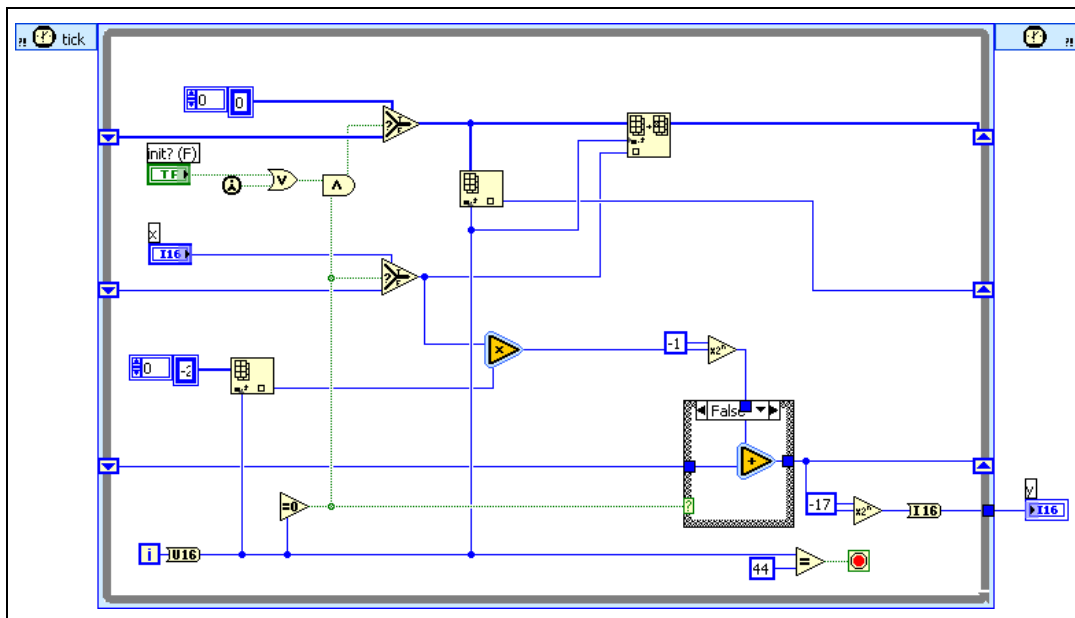 ?! tick ?!
0 0
? T F
init? (F)
TF
V
Λ
x
I16
? T F
x
-1 x2ⁿ
0 -2
False
+
?
=0
-17 x2ⁿ I16
y
I16
i U16
44 =